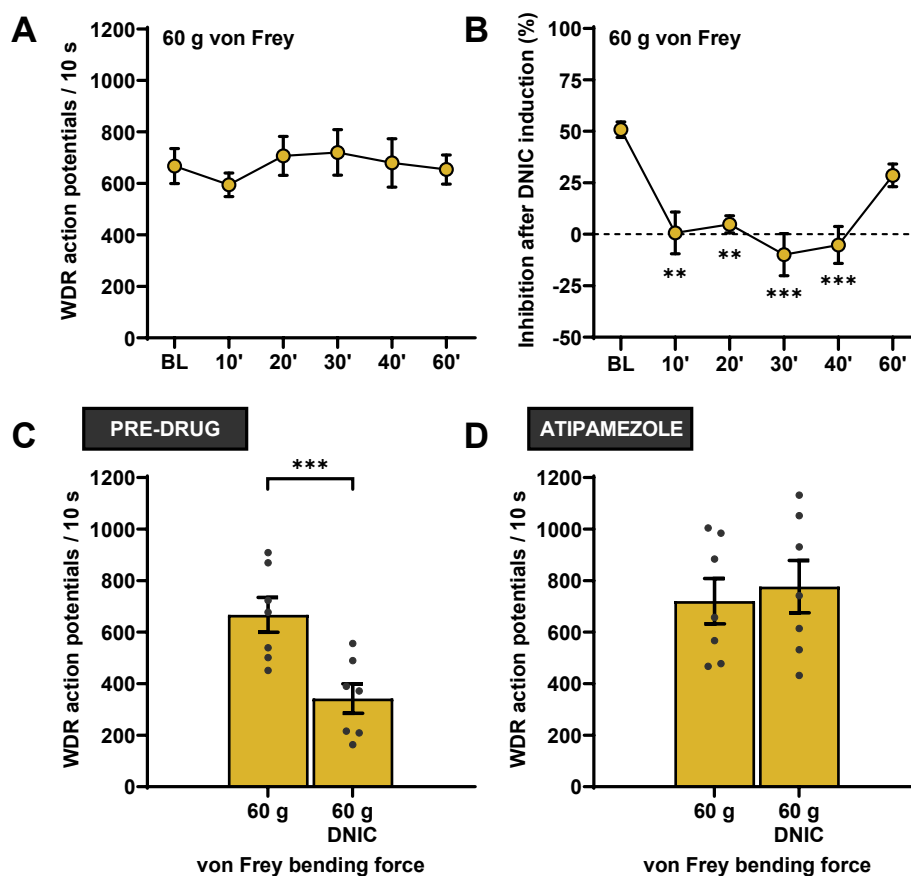 A
60 g von Frey
WDR action potentials / 10 s
1200
1000
800
600
400
200
0
BL 10' 20' 30' 40' 60'
B
60 g von Frey
Inhibition after DNIC induction (%)
100
75
50
25
0
-25
-50
** ** *** ***
BL 10' 20' 30' 40' 60'
C
PRE-DRUG
***
WDR action potentials / 10 s
1200
1000
800
600
400
200
0
60 g 60 g
DNIC
von Frey bending force
D
ATIPAMEZOLE
WDR action potentials / 10 s
1200
1000
800
600
400
200
0
60 g 60 g
DNIC
von Frey bending force